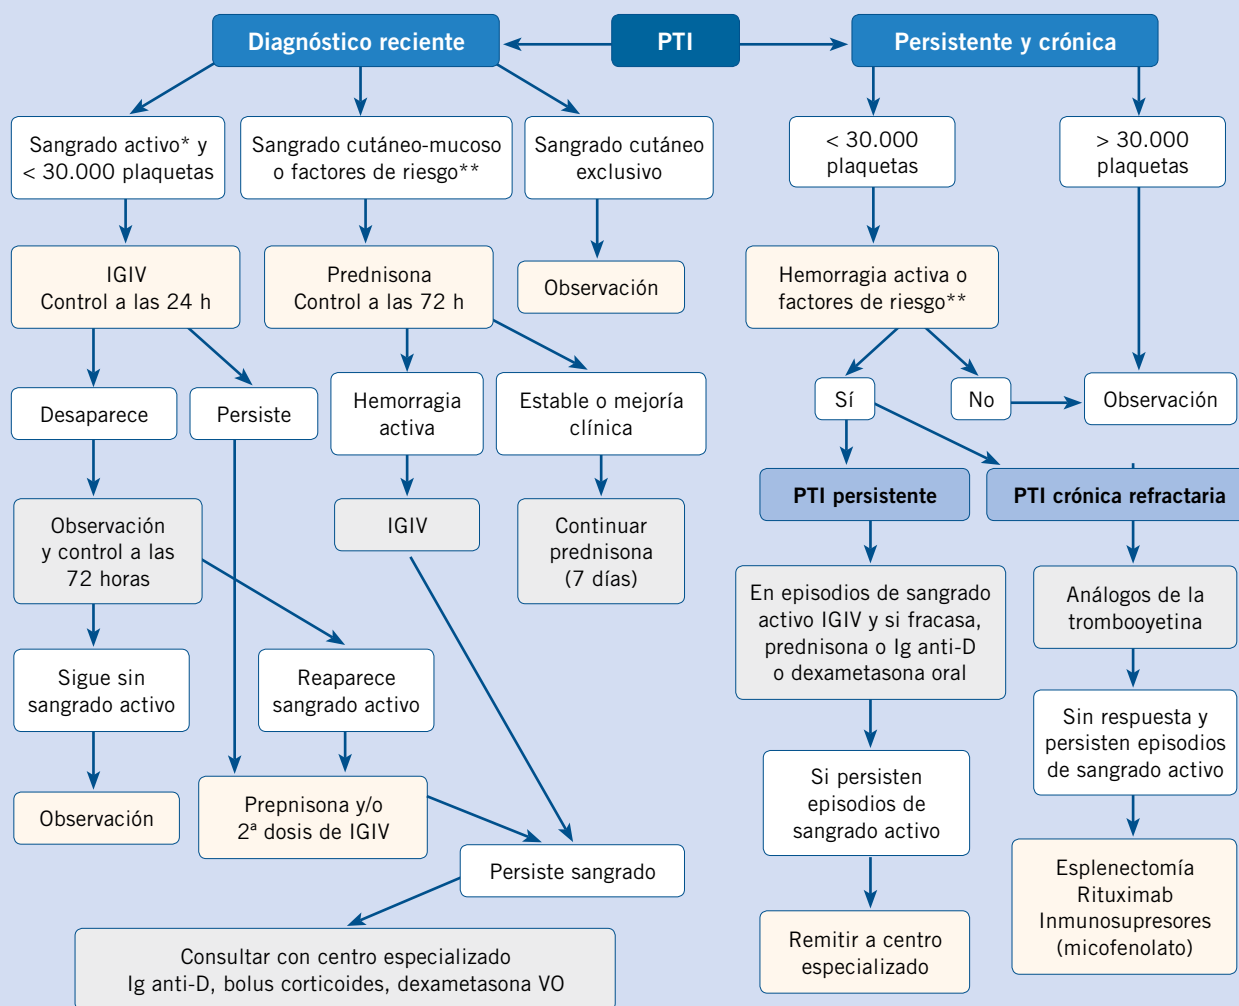 Diagnóstico reciente
PTI
Persistente y crónica
Sangrado activo* y
< 30.000 plaquetas
Sangrado cutáneo-mucoso
o factores de riesgo**
Sangrado cutáneo
exclusivo
< 30.000
plaquetas
> 30.000
plaquetas
IGIV
Control a las 24 h
Prednisona
Control a las 72 h
Observación
Hemorragia activa o
factores de riesgo**
Desaparece
Persiste
Hemorragia
activa
Estable o mejoría
clínica
Sí
No
Observación
Observación
y control a las
72 horas
IGIV
Continuar
prednisona
(7 días)
PTI persistente
PTI crónica refractaria
En episodios de sangrado
activo IGIV y si fracasa,
prednisona o Ig anti-D
o dexametasona oral
Análogos de la
trombooyetina
Sigue sin
sangrado activo
Reaparece
sangrado activo
Sin respuesta y
persisten episodios
de sangrado activo
Observación
Prepnisona y/o
2ª dosis de IGIV
Si persisten
episodios de
sangrado activo
Persiste sangrado
Esplenectomía
Rituximab
Inmunosupresores
(micofenolato)
Consultar con centro especializado
Ig anti-D, bolus corticoides, dexametasona VO
Remitir a centro
especializado